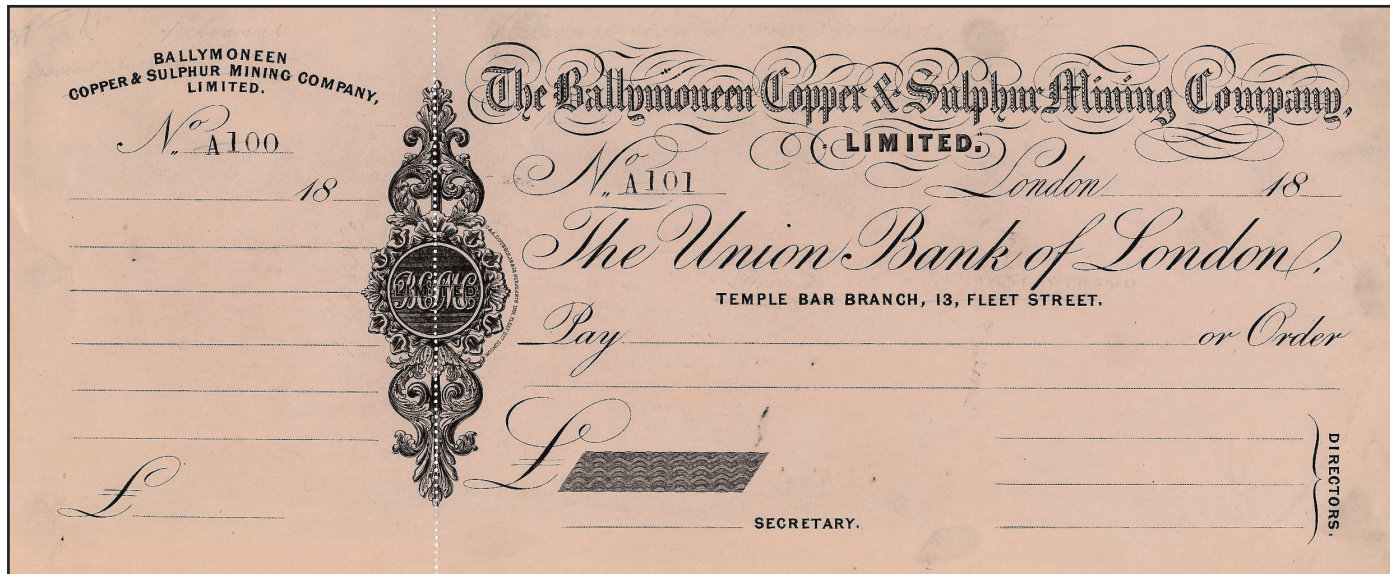 BALLYMONEEN
COPPER & SULPHUR MINING COMPANY,
LIMITED.
No. A100
18
£
The Ballymoneen Copper & Sulphur Mining Company,
LIMITED.
No. A101 London 18
The Union Bank of London,
TEMPLE BAR BRANCH, 13, FLEET STREET.
Pay or Order
£
DIRECTORS.
SECRETARY.